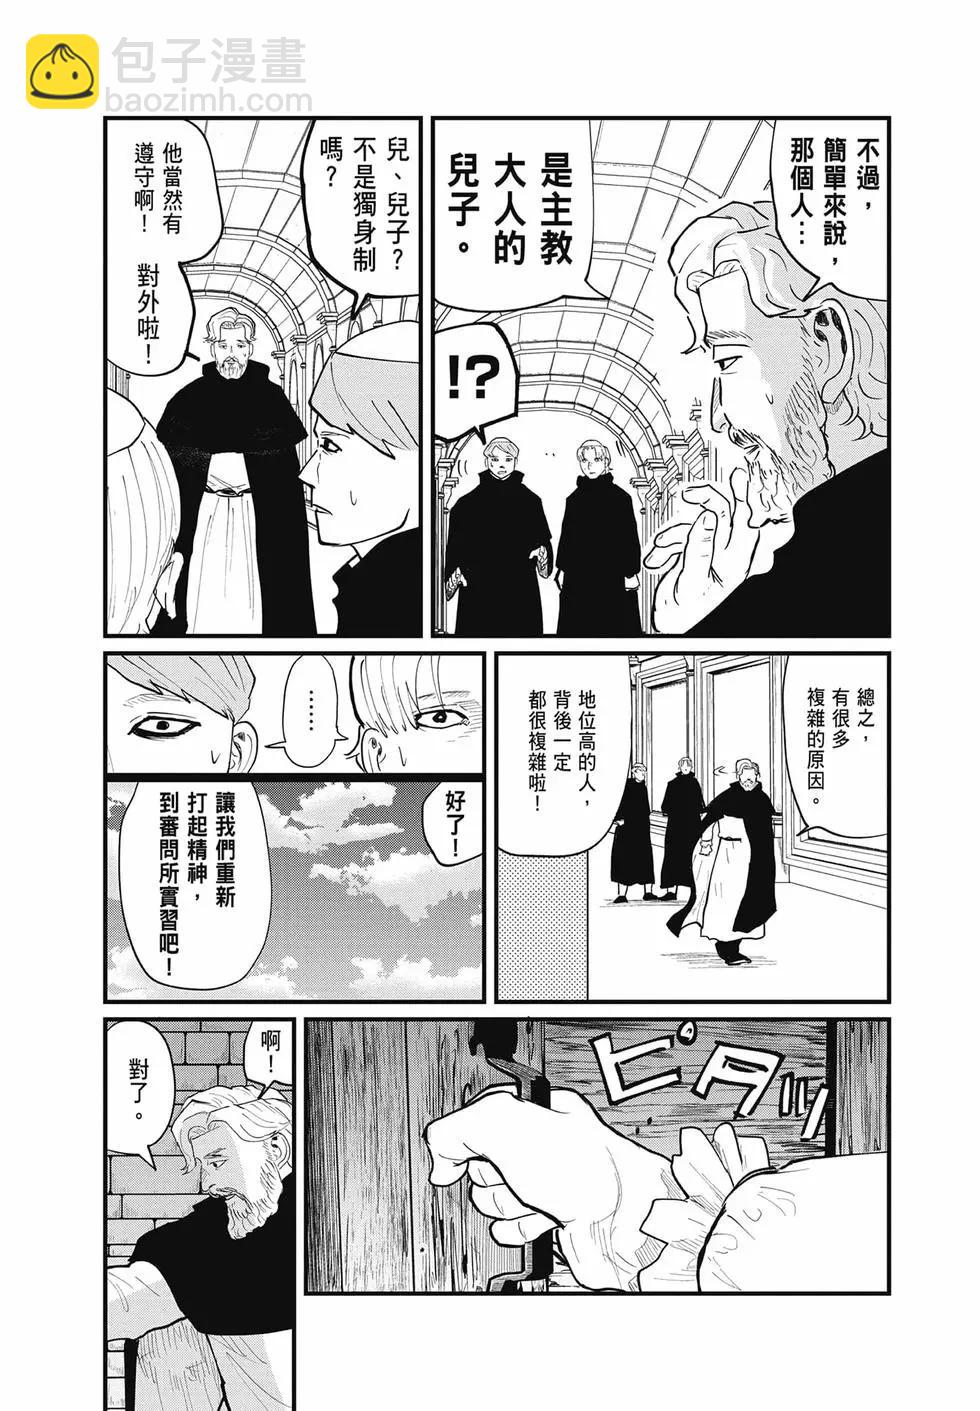 包子漫畫
baozimh.com
不過，
簡單來說，
那個人…
是主教
大人的
兒子。
!?
兒、兒子？
不是獨身制
嗎？
他當然有
遵守啊！
對外啦！
總之，
有很多
複雜的原因。
地位高的人，
背後一定
都很複雜啦！
……
好了！
讓我們重新
打起精神，
到審問所實習吧！
ピタッ
啊！
對了。